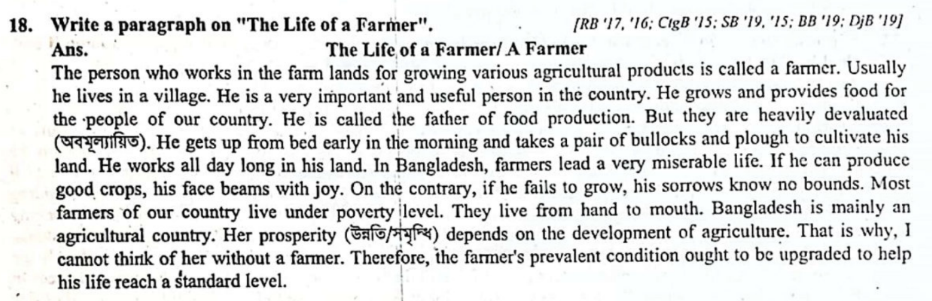 18. Write a paragraph on "The Life of a Farmer". [RB '17, '16; CtgB '15; SB '19, '15; BB '19; DjB '19]
Ans. The Life of a Farmer/ A Farmer
The person who works in the farm lands for growing various agricultural products is called a farmer. Usually
he lives in a village. He is a very important and useful person in the country. He grows and provides food for
the people of our country. He is called the father of food production. But they are heavily devaluated
(অবমূল্যায়িত). He gets up from bed early in the morning and takes a pair of bullocks and plough to cultivate his
land. He works all day long in his land. In Bangladesh, farmers lead a very miserable life. If he can produce
good crops, his face beams with joy. On the contrary, if he fails to grow, his sorrows know no bounds. Most
farmers of our country live under poverty level. They live from hand to mouth. Bangladesh is mainly an
agricultural country. Her prosperity (উন্নতি/সমৃদ্ধি) depends on the development of agriculture. That is why, I
cannot think of her without a farmer. Therefore, the farmer's prevalent condition ought to be upgraded to help
his life reach a standard level.